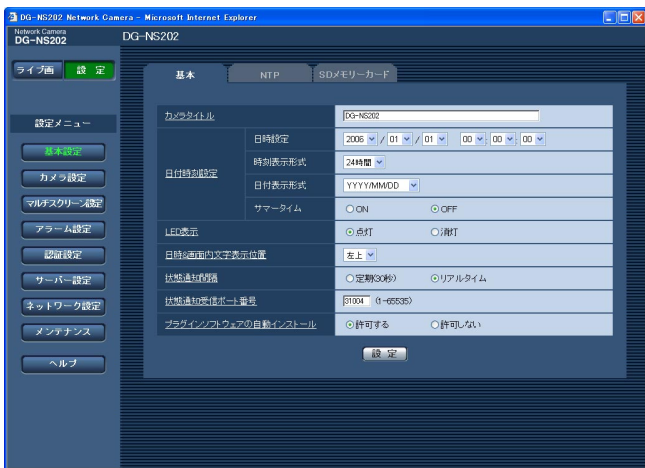 DG-NS202 Network Camera - Microsoft Internet Explorer
Network Camera
DG-NS202
DG-NS202
ライブ画 設 定
基本 NTP SDメモリーカード
設定メニュー
基本設定
カメラ設定
マルチスクリーン設定
アラーム設定
認証設定
サーバー設定
ネットワーク設定
メンテナンス
ヘルプ
カメラタイトル DG-NS202
日付時刻設定
日時設定 2006 / 01 / 01 00 : 00 : 00
時刻表示形式 24時間
日付表示形式 YYYY/MM/DD
サマータイム ON OFF
LED表示 点灯 消灯
日時&画面内文字表示位置 左上
状態通知間隔 定期(30秒) リアルタイム
状態通知受信ポート番号 31004 (1-65535)
プラグインソフトウェアの自動インストール 許可する 許可しない
設 定